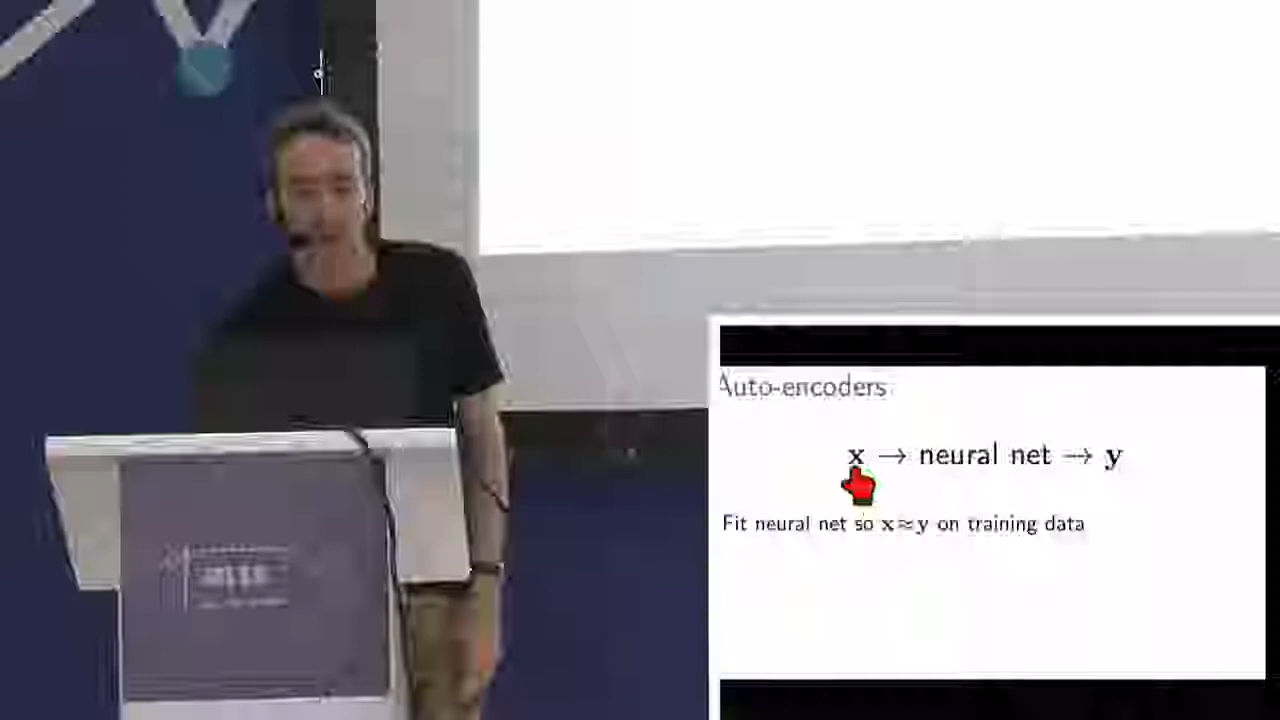 Auto-encoders
x → neural net → y
Fit neural net so x ≈ y on training data